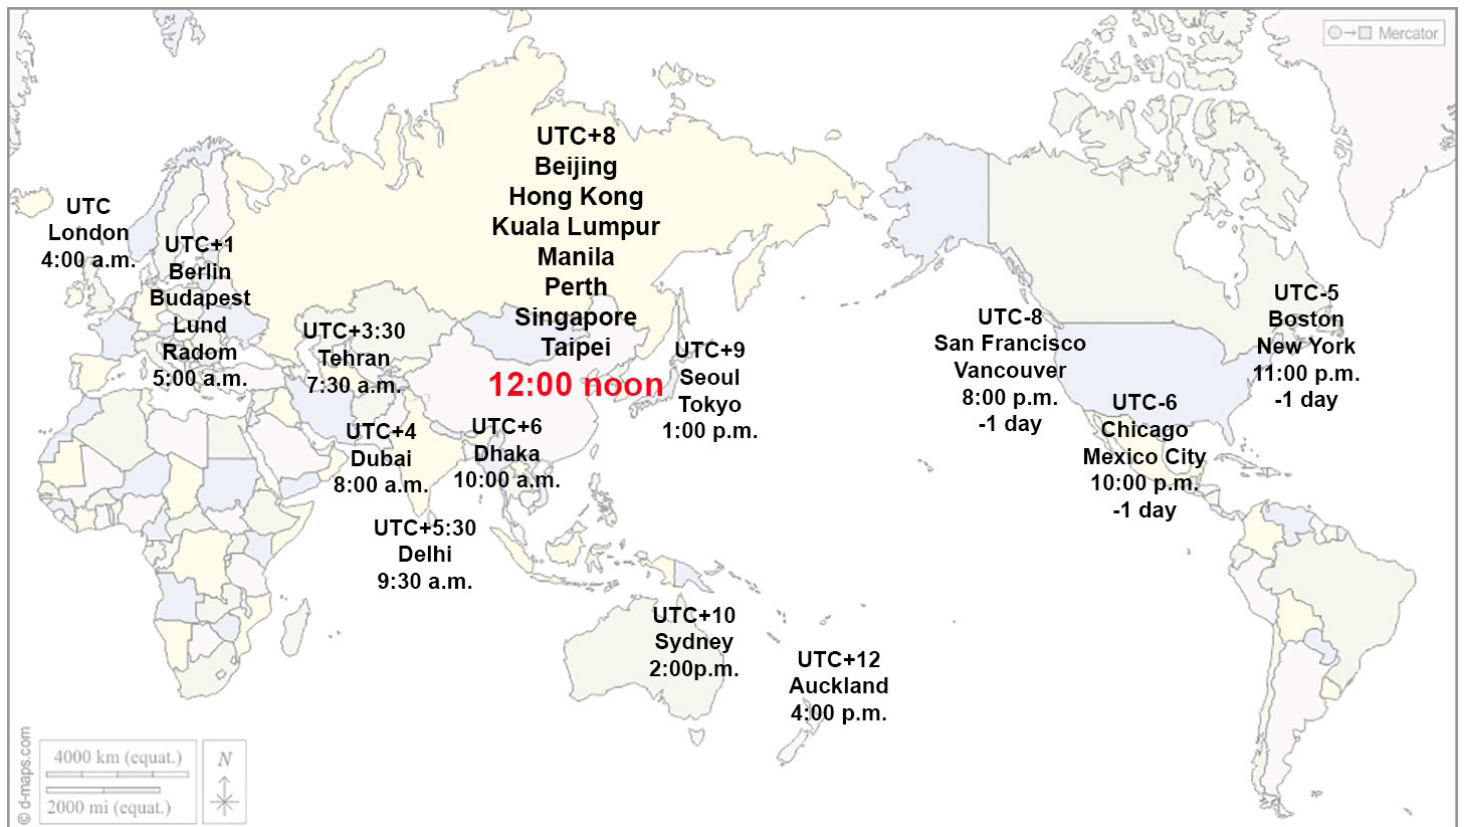 Mercator
UTC+8
Beijing
Hong Kong
Kuala Lumpur
Manila
Perth
Singapore
Taipei
12:00 noon
UTC
London
4:00 a.m.
UTC+1
Berlin
Budapest
Lund
Radom
5:00 a.m.
UTC+3:30
Tehran
7:30 a.m.
UTC+4
Dubai
8:00 a.m.
UTC+6
Dhaka
10:00 a.m.
UTC+5:30
Delhi
9:30 a.m.
UTC+9
Seoul
Tokyo
1:00 p.m.
UTC+10
Sydney
2:00p.m.
UTC+12
Auckland
4:00 p.m.
UTC-8
San Francisco
Vancouver
8:00 p.m.
-1 day
UTC-6
Chicago
Mexico City
10:00 p.m.
-1 day
UTC-5
Boston
New York
11:00 p.m.
-1 day
4000 km (equat.)
2000 mi (equat.)
N
© d-maps.com